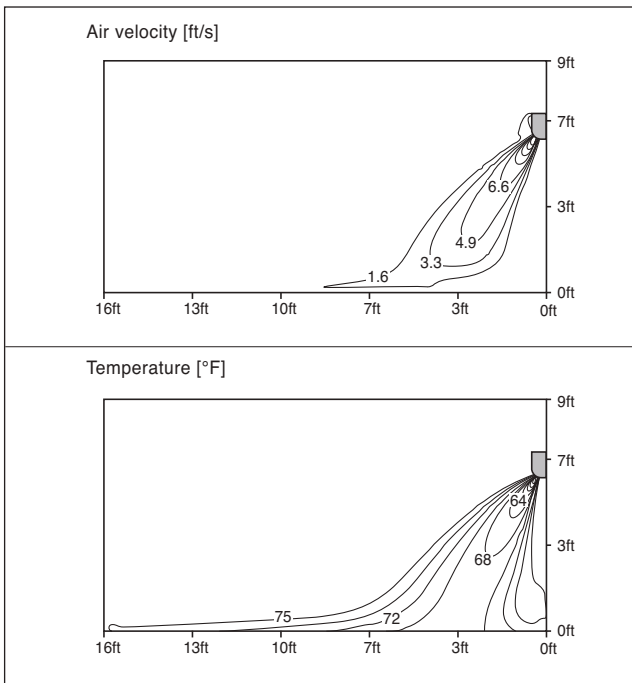 Air velocity [ft/s]
9ft
7ft
6.6
3ft
4.9
3.3
1.6
0ft
16ft 13ft 10ft 7ft 3ft 0ft
Temperature [°F]
9ft
7ft
64
3ft
68
75 72
0ft
16ft 13ft 10ft 7ft 3ft 0ft